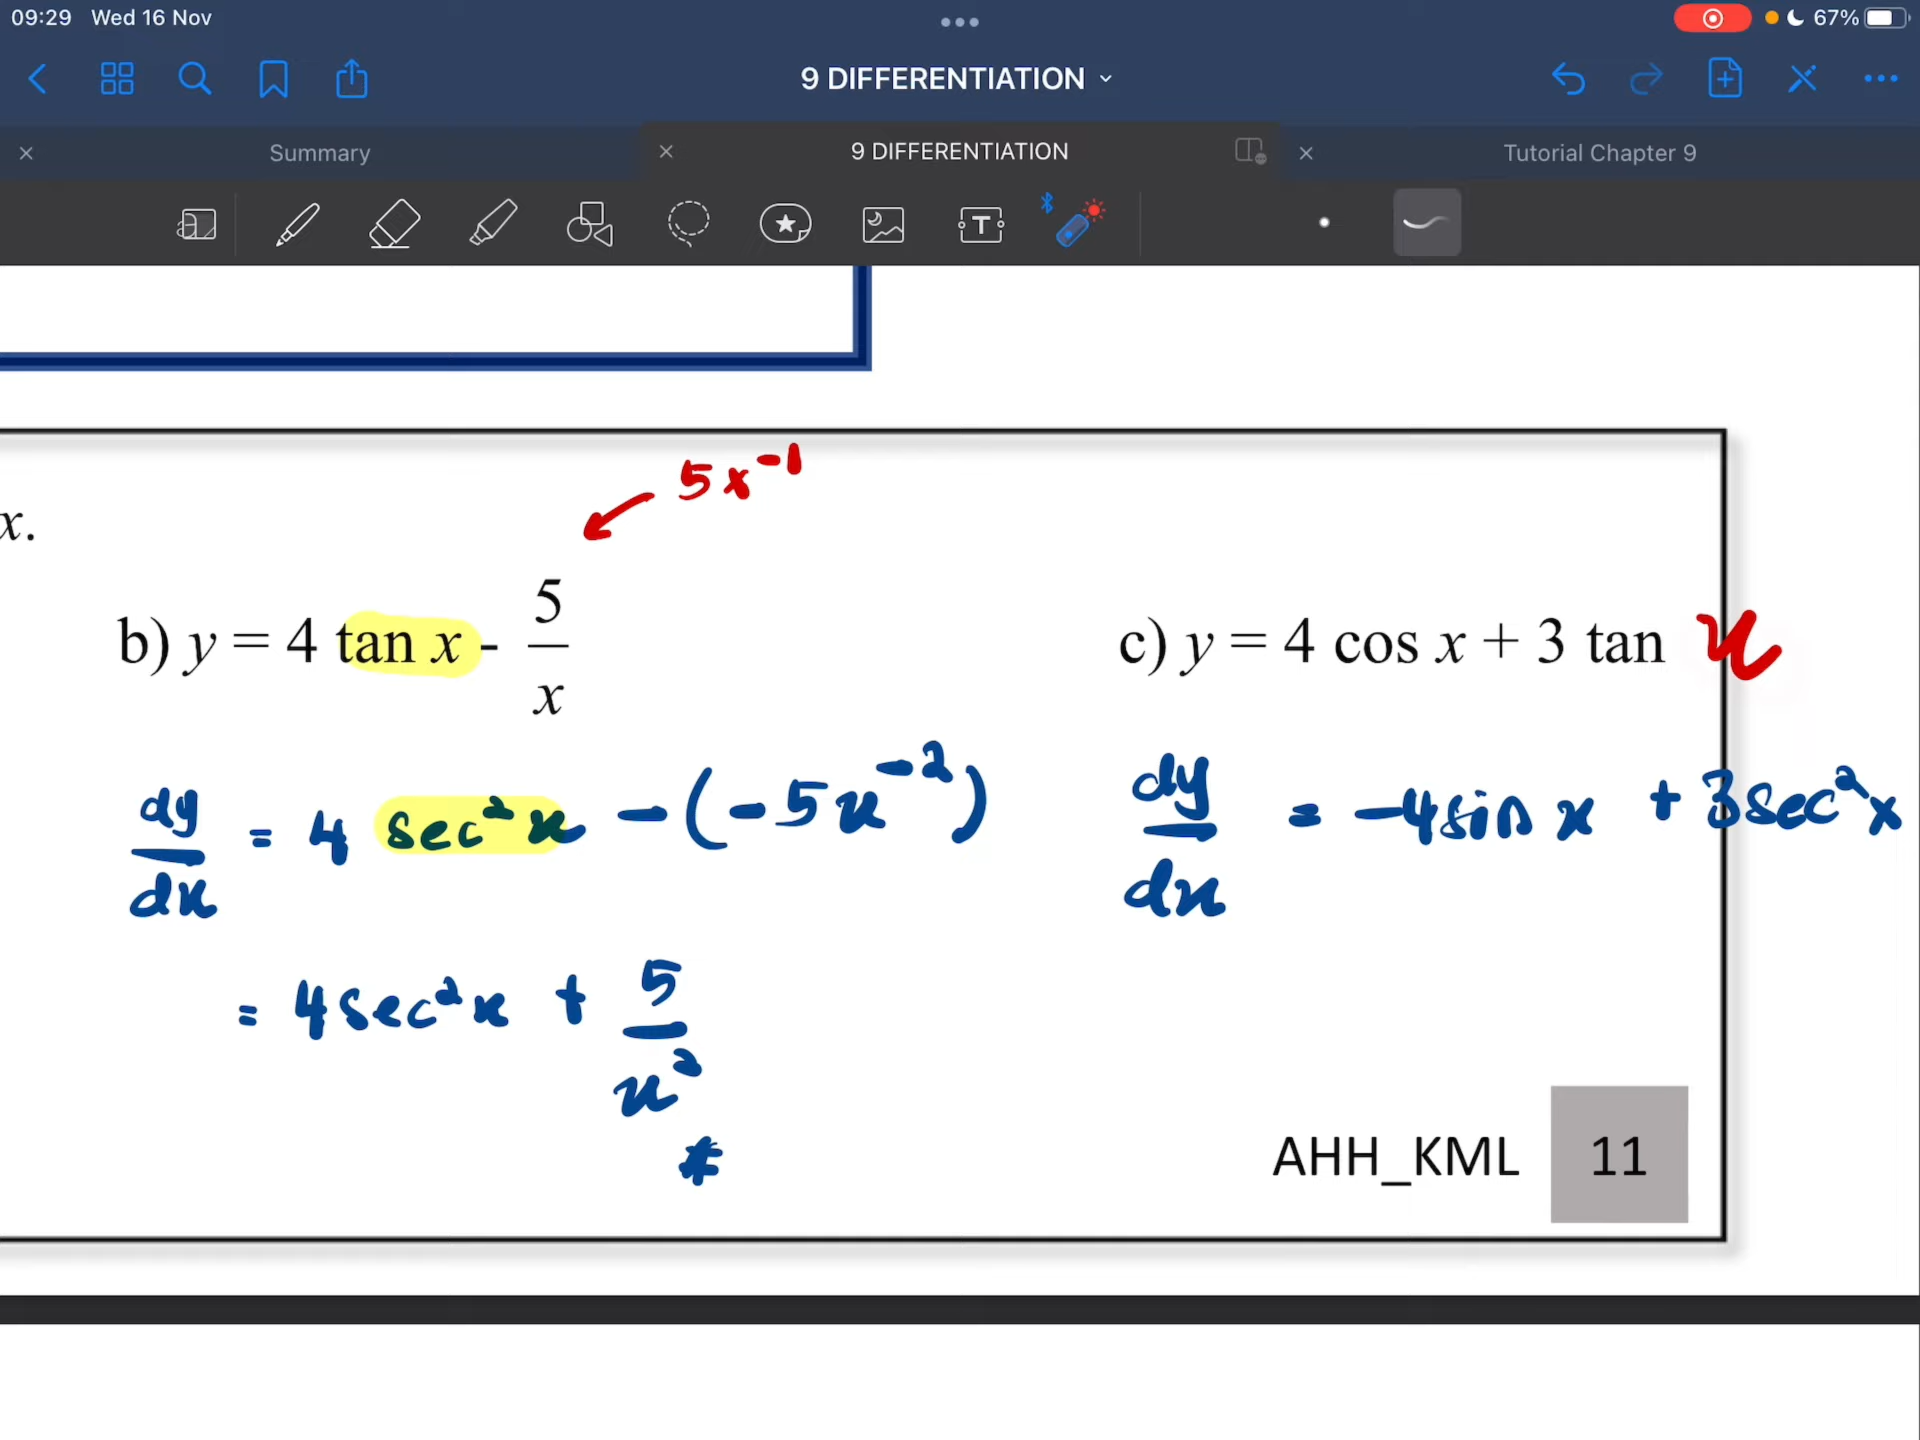 09:29 Wed 16 Nov
67%
9 DIFFERENTIATION
Summary
9 DIFFERENTIATION
Tutorial Chapter 9
5x⁻¹
x.
b) y = 4 tan x - 5/x
c) y = 4 cos x + 3 tan x
dy/dx = 4 sec²x - (-5x⁻²)
dy/dx = -4sin x + 3sec²x
= 4sec²x + 5/x²
*
AHH_KML 11